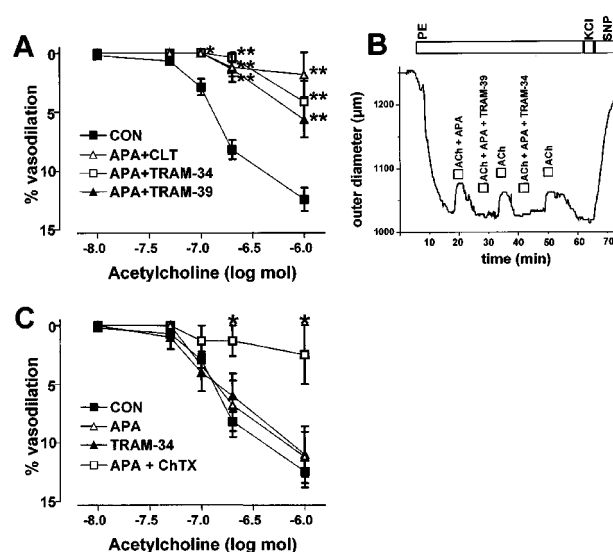 A
0
5
10
15
% vasodilation
*
**
**
**
**
**
CON
APA+CLT
APA+TRAM-34
APA+TRAM-39
-8.0 -7.5 -7.0 -6.5 -6.0
Acetylcholine (log mol)
B
PE
KCl
SNP
1200
1100
1000
outer diameter (µm)
ACh + APA
ACh + APA + TRAM-39
ACh
ACh + APA + TRAM-34
ACh
10 20 30 40 50 60 70
time (min)
C
0
5
10
15
% vasodilation
* *
CON
APA
TRAM-34
APA + ChTX
-8.0 -7.5 -7.0 -6.5 -6.0
Acetylcholine (log mol)